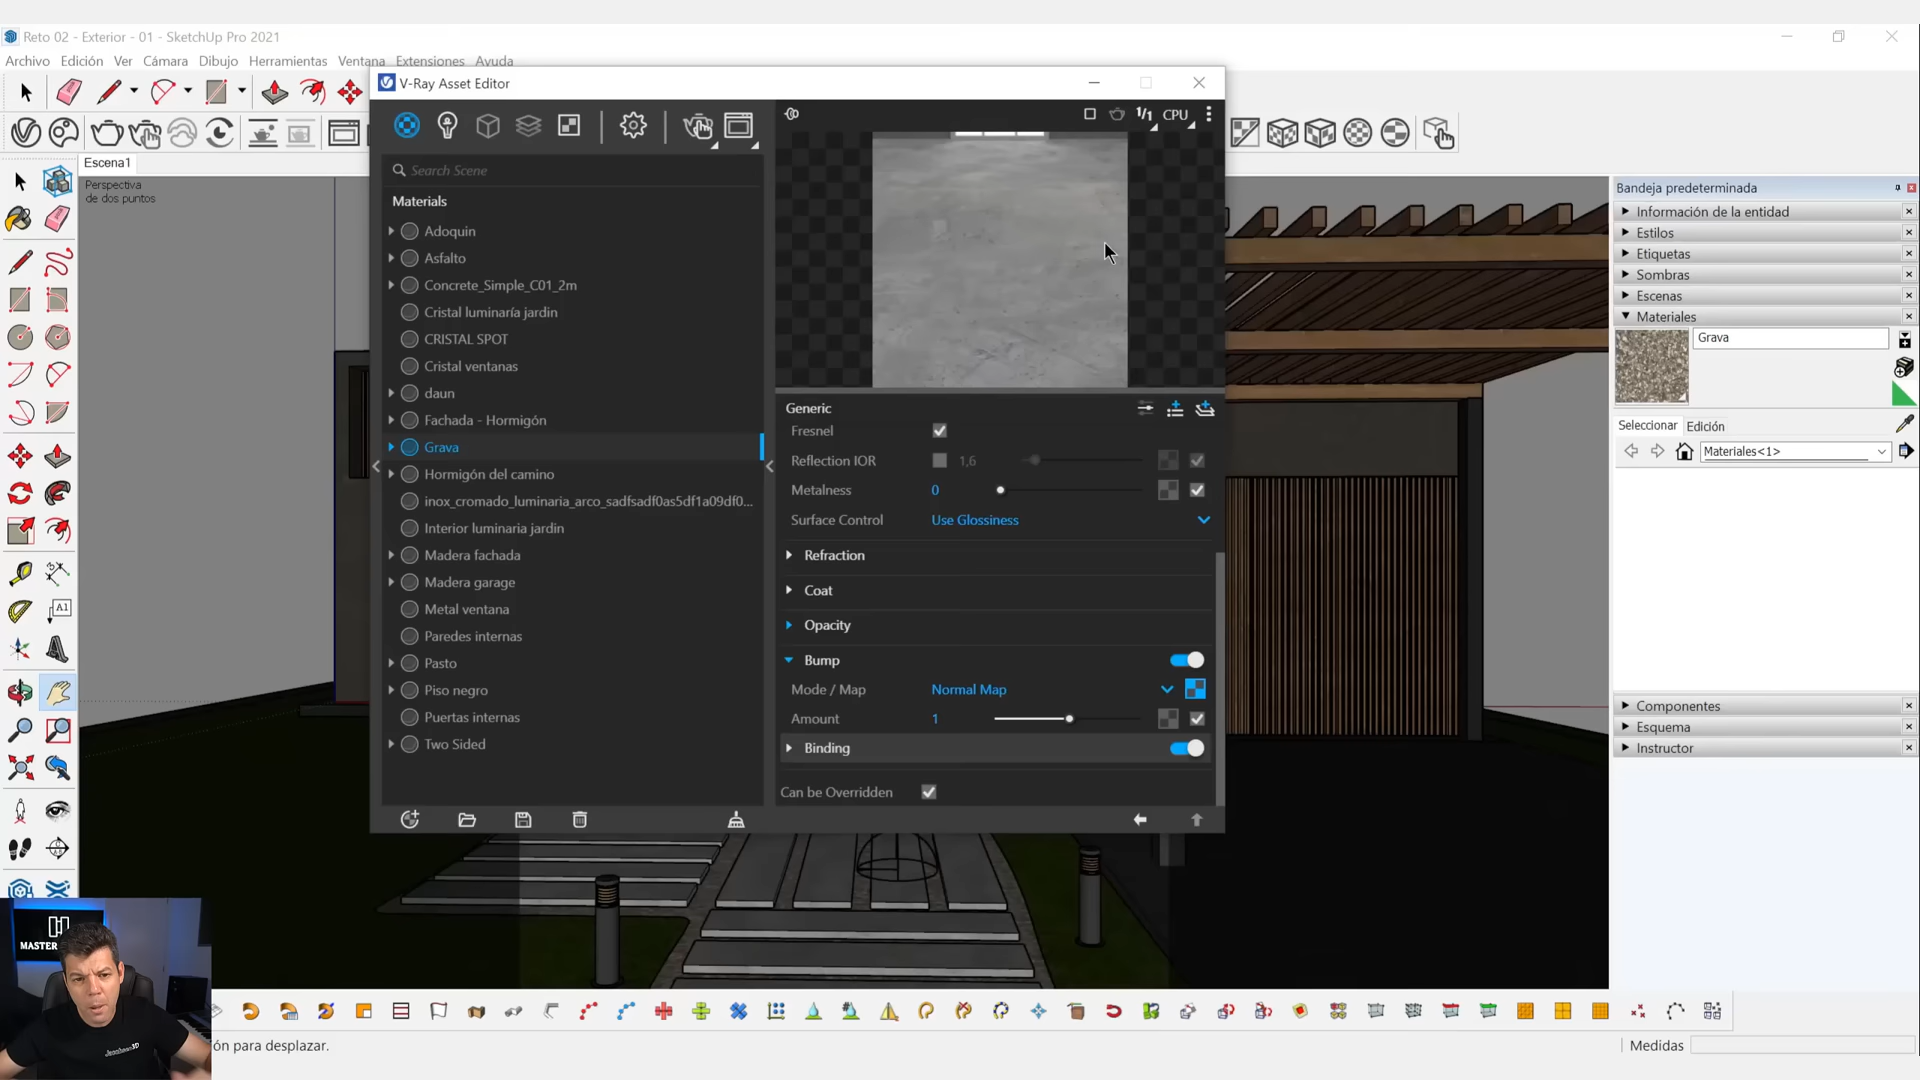 Reto 02 - Exterior - 01 - SketchUp Pro 2021
Archivo Edición Ver Cámara Dibujo Herramientas Ventana Extensiones Ayuda
Escena1
Perspectiva
de dos puntos
V-Ray Asset Editor
Search Scene
Materials
Adoquin
Asfalto
Concrete_Simple_C01_2m
Cristal luminaría jardin
CRISTAL SPOT
Cristal ventanas
daun
Fachada - Hormigón
Grava
Hormigón del camino
inox_cromado_luminaria_arco_sadfsadf0as5df1a09df0...
Interior luminaria jardin
Madera fachada
Madera garage
Metal ventana
Paredes internas
Pasto
Piso negro
Puertas internas
Two Sided
1/1 CPU
Generic
Fresnel
Reflection IOR 1,6
Metalness 0
Surface Control Use Glossiness
Refraction
Coat
Opacity
Bump
Mode / Map Normal Map
Amount 1
Binding
Can be Overridden
Bandeja predeterminada
Información de la entidad
Estilos
Etiquetas
Sombras
Escenas
Materiales
Grava
Seleccionar Edición
Materiales<1>
Componentes
Esquema
Instructor
A1
MASTER
Jezabeon3D
ón para desplazar.
Medidas